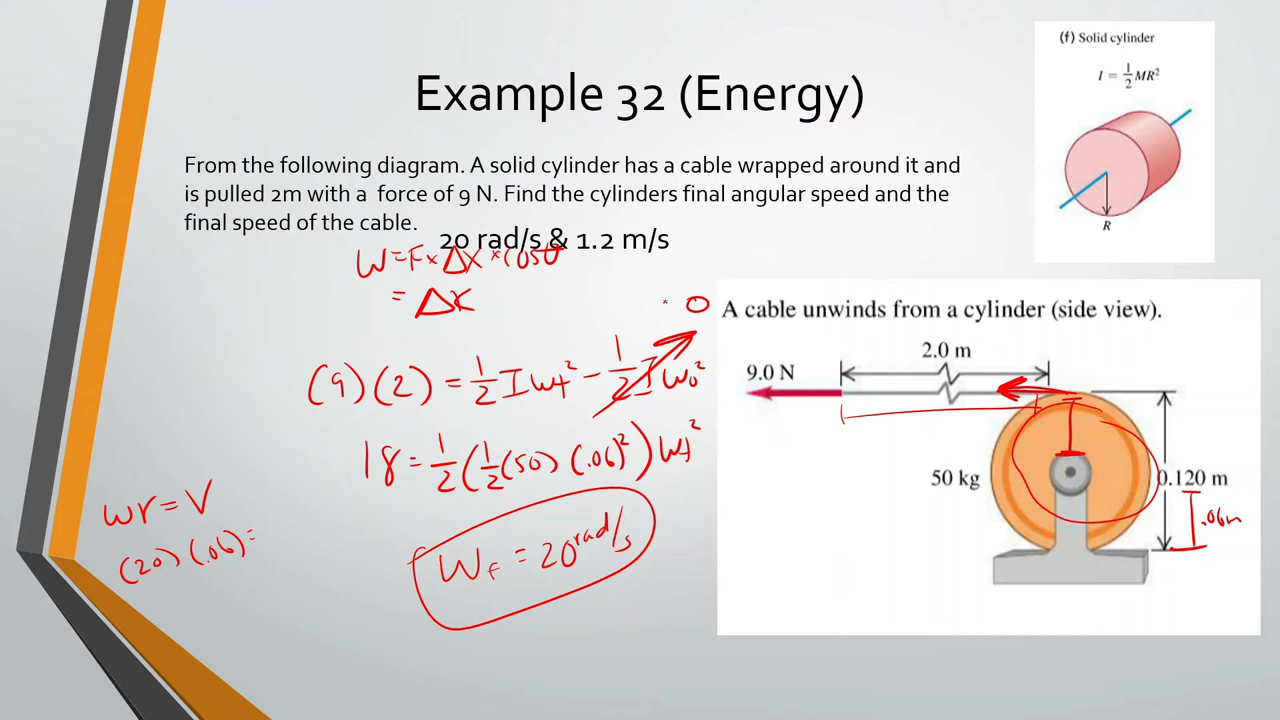 (f) Solid cylinder
I = 1/2 MR²
R
Example 32 (Energy)
From the following diagram. A solid cylinder has a cable wrapped around it and
is pulled 2m with a force of 9 N. Find the cylinders final angular speed and the
final speed of the cable.
20 rad/s & 1.2 m/s
W=F×Δx×cosθ
= ΔK
0
(9)(2) = 1/2 Iωf² - 1/2 Iω0²
18 = 1/2 (1/2 (50) (.06)²) ωf²
ωf = 20 rad/s
ωr = V
(20)(.06)=
A cable unwinds from a cylinder (side view).
2.0 m
9.0 N
50 kg
0.120 m
.06m